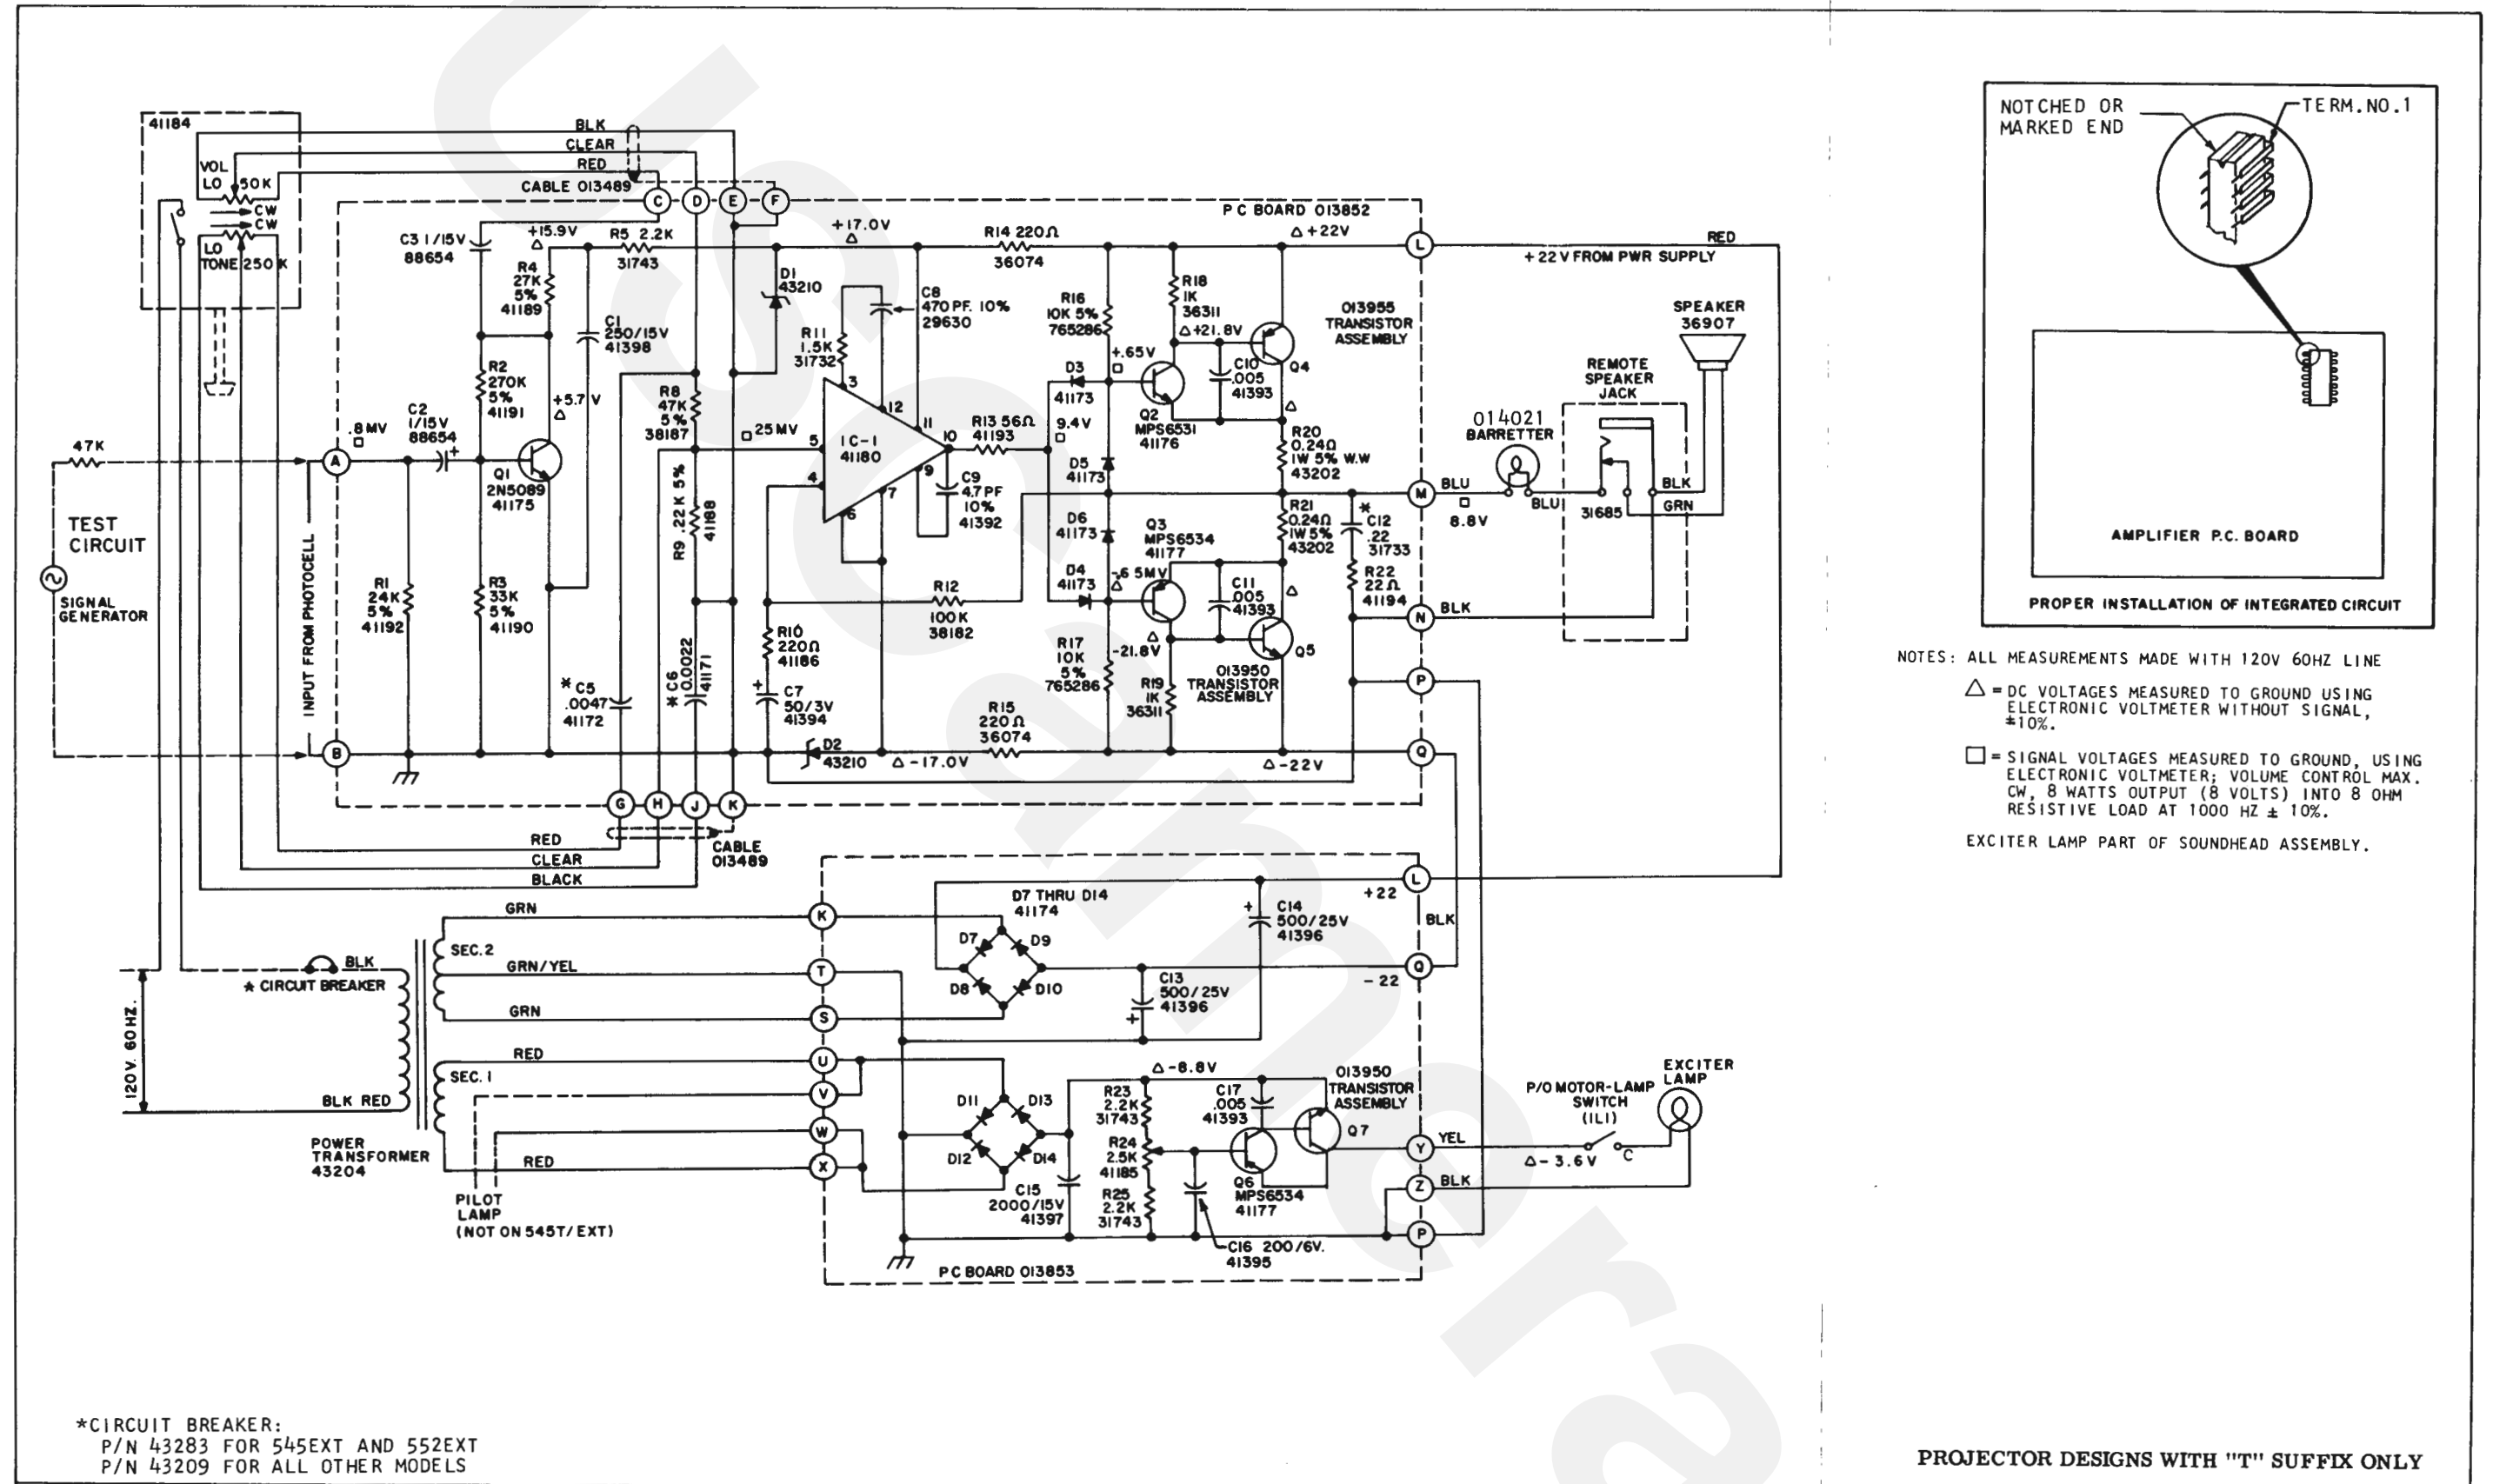 41184
VOL
LO 50K
CW
CW
LO
TONE 250 K
BLK
CLEAR
RED
CABLE 013489
C
D
E
F
PC BOARD 013852
C3 1/15V
88654
+15.9V
R5 2.2K
31743
+17.0V
R14 220Ω
36074
+22V
L
RED
+22V FROM PWR SUPPLY
R4
27K
5%
41189
C1
250/15V
41398
D1
43210
C8
470 PF. 10%
29630
R11
1.5K
31732
R16
10K 5%
765286
R18
1K
36311
+21.8V
013955
TRANSISTOR
ASSEMBLY
SPEAKER
36907
R2
270K
5%
41191
+5.7 V
.8MV
C2
1/15V
88654
47K
A
Q1
2N5089
41175
R8
47K
5%
38187
25 MV
3
12
11
5
IC-1
41180
10
4
9
7
6
R13 56Ω
41193
9.4V
D3
41173
+.65V
Q2
MPS6531
41176
C10
.005
41393
Q4
R20
0.24Ω
1W 5% W.W
43202
REMOTE
SPEAKER
JACK
014021
BARRETTER
M
BLU
8.8V
BLU
31685
BLK
GRN
TEST
CIRCUIT
SIGNAL
GENERATOR
INPUT FROM PHOTOCELL
R1
24K
5%
41192
R3
33K
5%
41190
R9 .22 K 5%
41188
C9
4.7 PF
10%
41392
D5
41173
D6
41173
D4
41173
Q3
MPS6534
41177
-.6 5MV
R21
0.24Ω
1W 5%
43202
*
C12
.22
31733
R22
22Ω
41194
C11
.005
41393
Q5
N
BLK
R12
100K
38182
R10
220Ω
41186
C7
50/3V
41394
* C5
.0047
41172
* C6
0.0022
41171
R17
10K
5%
765286
-21.8V
R19
1K
36311
013950
TRANSISTOR
ASSEMBLY
P
R15
220Ω
36074
B
D2
43210
-17.0V
-22V
Q
G
H
J
K
RED
CLEAR
BLACK
CABLE
013489
NOTCHED OR
MARKED END
TERM.NO.1
AMPLIFIER P.C. BOARD
PROPER INSTALLATION OF INTEGRATED CIRCUIT
NOTES: ALL MEASUREMENTS MADE WITH 120V 60HZ LINE
△ = DC VOLTAGES MEASURED TO GROUND USING
ELECTRONIC VOLTMETER WITHOUT SIGNAL,
±10%.
□ = SIGNAL VOLTAGES MEASURED TO GROUND, USING
ELECTRONIC VOLTMETER; VOLUME CONTROL MAX.
CW, 8 WATTS OUTPUT (8 VOLTS) INTO 8 OHM
RESISTIVE LOAD AT 1000 HZ ± 10%.
EXCITER LAMP PART OF SOUNDHEAD ASSEMBLY.
GRN
K
D7 THRU D14
41174
L
+22
C14
500/25V
41396
BLK
SEC.2
GRN/YEL
T
D7
D9
D8
D10
Q
-22
C13
500/25V
41396
GRN
S
BLK
* CIRCUIT BREAKER
120V. 60HZ.
BLK RED
POWER
TRANSFORMER
43204
RED
U
SEC.1
V
W
RED
X
PILOT
LAMP
(NOT ON 545T/EXT)
D11
D13
D12
D14
C15
2000/15V
41397
-8.8V
R23
2.2K
31743
R24
2.5K
41185
R25
2.2K
31743
C17
.005
41393
013950
TRANSISTOR
ASSEMBLY
Q7
Q6
MPS6534
41177
C16 200/6V.
41395
Y
YEL
-3.6V
P/O MOTOR-LAMP
SWITCH
(1L1)
C
EXCITER
LAMP
Z
BLK
P
PC BOARD 013853
*CIRCUIT BREAKER:
P/N 43283 FOR 545EXT AND 552EXT
P/N 43209 FOR ALL OTHER MODELS
PROJECTOR DESIGNS WITH "T" SUFFIX ONLY